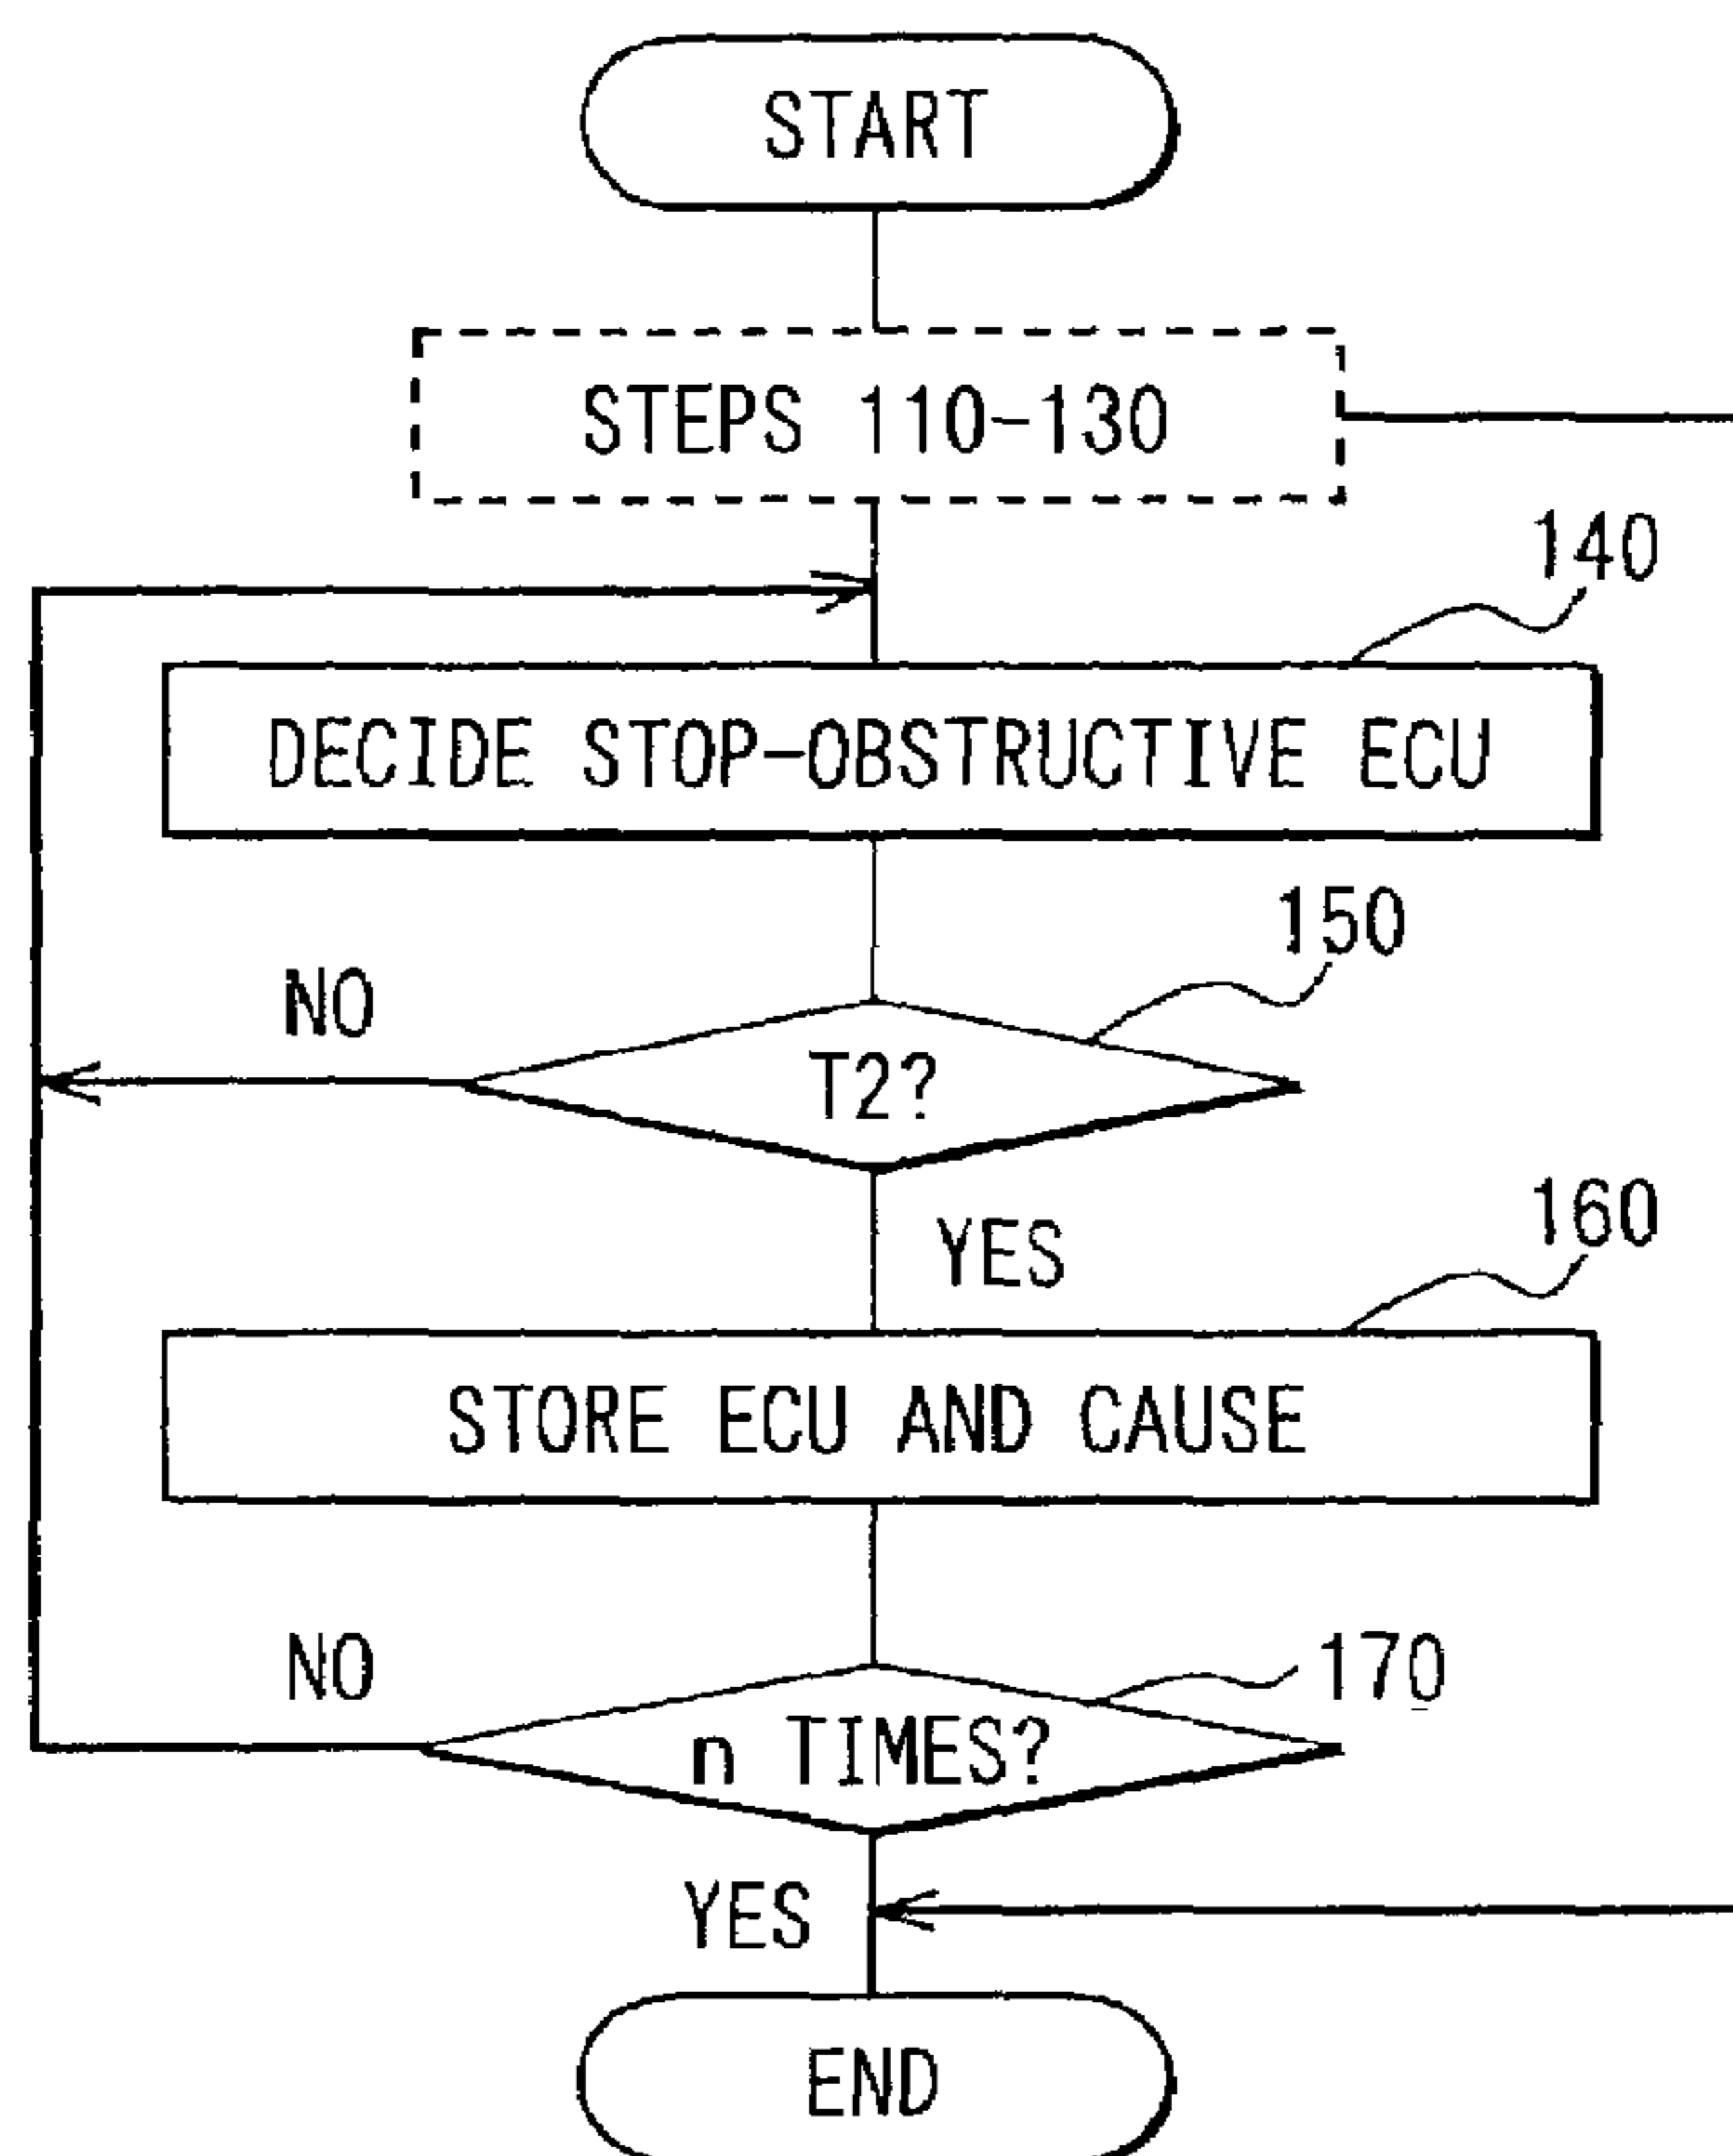 START
STEPS 110-130
140
DECIDE STOP-OBSTRUCTIVE ECU
150
NO
T2?
YES
160
STORE ECU AND CAUSE
NO
170
n TIMES?
YES
END